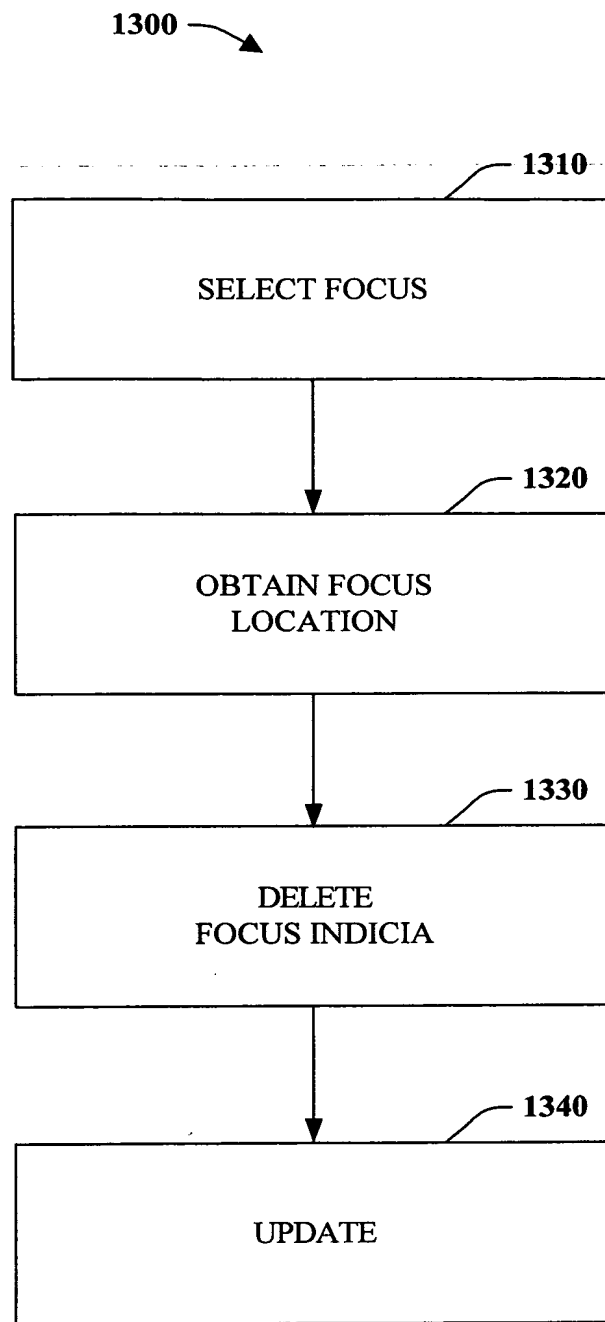 1300
1310
SELECT FOCUS
1320
OBTAIN FOCUS
LOCATION
1330
DELETE
FOCUS INDICIA
1340
UPDATE